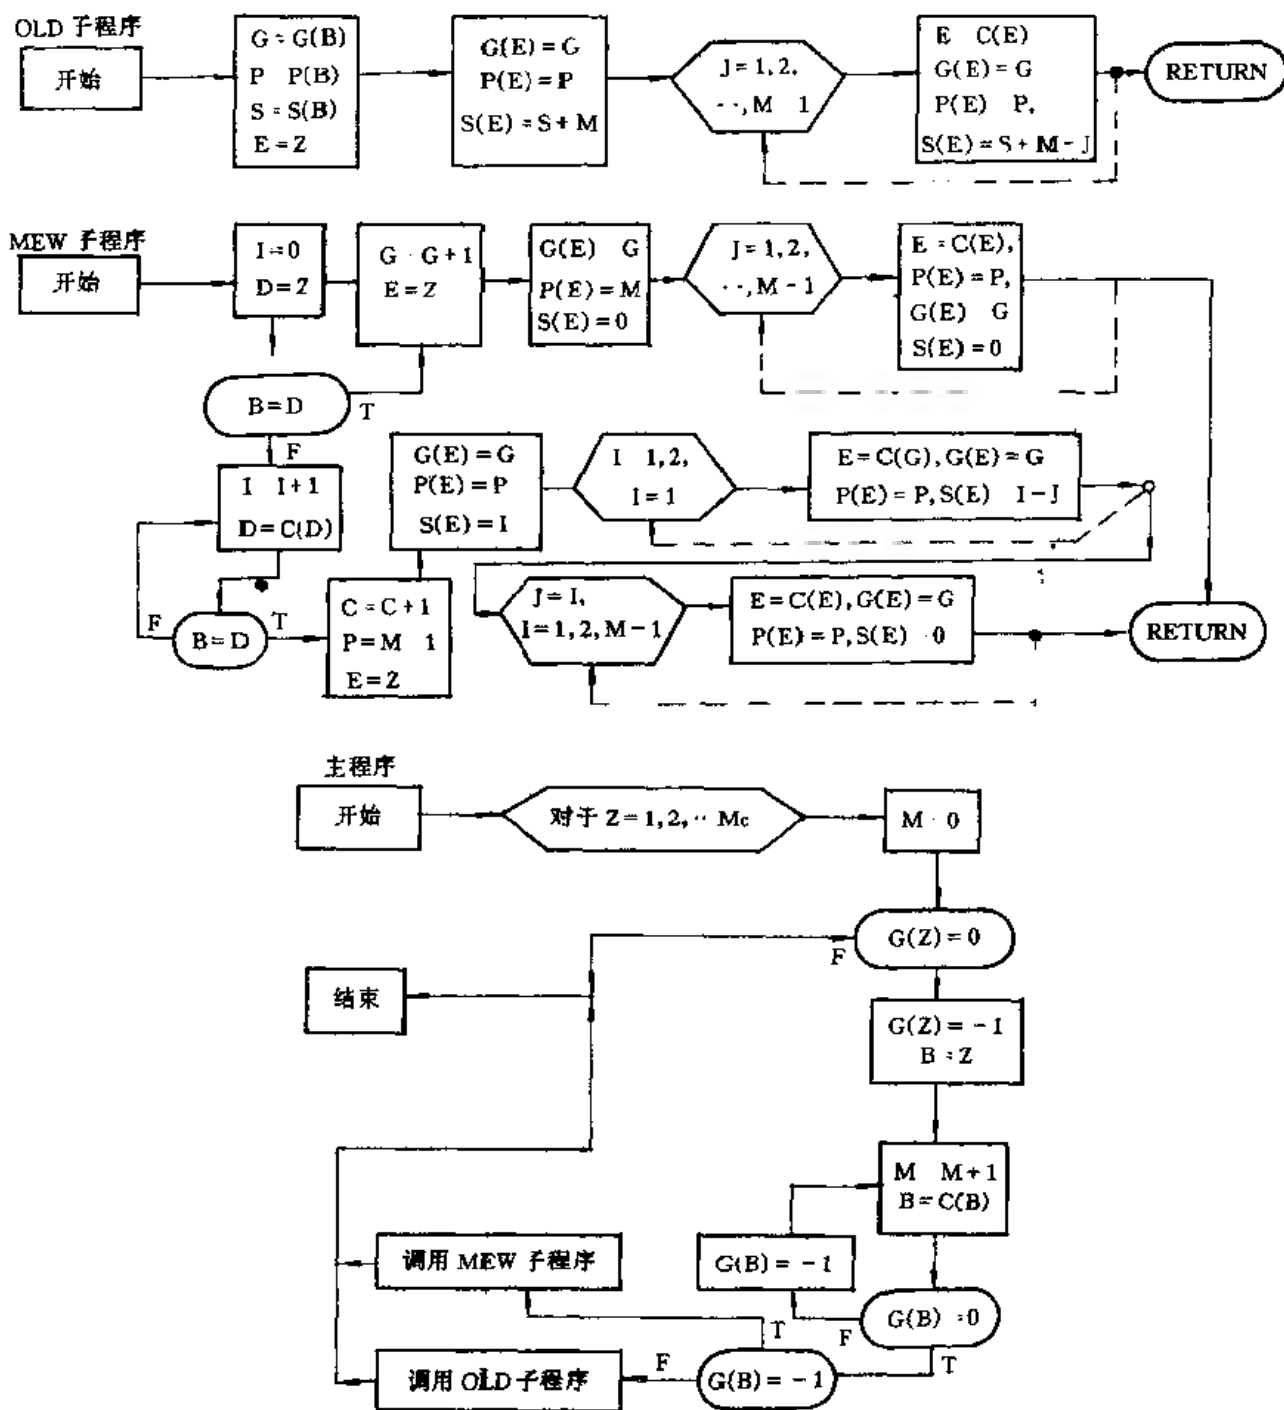 OLD 子程序
开始
G = G(B)
P P(B)
S = S(B)
E = Z
G(E) = G
P(E) = P
S(E) = S + M
J = 1, 2,
··, M 1
E C(E)
G(E) = G
P(E) P,
S(E) = S + M - J
RETURN
MEW 子程序
开始
I = 0
D = Z
G · G + 1
E = Z
G(E) G
P(E) = M
S(E) = 0
J = 1, 2,
··, M - 1
E = C(E),
P(E) = P,
G(E) G
S(E) = 0
B = D
T
F
I I + 1
D = C(D)
B = D
F
T
C = C + 1
P = M 1
E = Z
G(E) = G
P(E) = P
S(E) = I
I 1, 2,
I = 1
E = C(G), G(E) = G
P(E) = P, S(E) I - J
J = I,
I = 1, 2, M - 1
E = C(E), G(E) = G
P(E) = P, S(E) 0
RETURN
主程序
开始
对于 Z = 1, 2, ·· Mc
M · 0
G(Z) = 0
F
结束
G(Z) = - 1
B = Z
M M + 1
B = C(B)
G(B) = - 1
G(B) = 0
F
T
调用 MEW 子程序
T
调用 OLD 子程序
F
G(B) = - 1